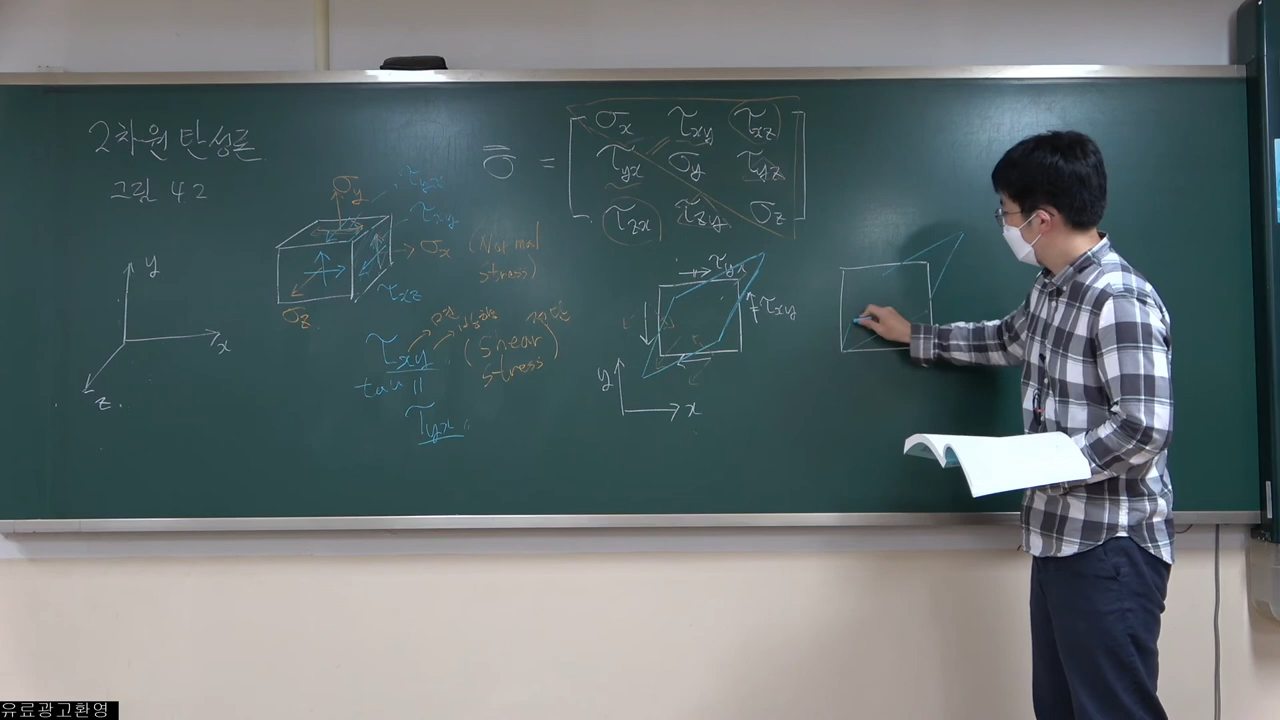 2차원 탄성론
그림 4.2
y
x
z
σy
τyx
τxy
σx (Normal
stress)
τxz
σz
τxy (Shear
stress)
tau
τyx
σ =
σx τxy τxz
τyx σy τyz
τzx τzy σz
τyx
τxy
y
x
유료광고환영